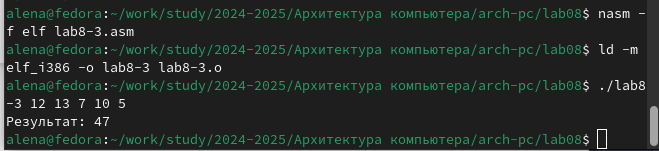 alena@fedora:~/work/study/2024-2025/Архитектура компьютера/arch-pc/lab08$ nasm -
f elf lab8-3.asm
alena@fedora:~/work/study/2024-2025/Архитектура компьютера/arch-pc/lab08$ ld -m
elf_i386 -o lab8-3 lab8-3.o
alena@fedora:~/work/study/2024-2025/Архитектура компьютера/arch-pc/lab08$ ./lab8
-3 12 13 7 10 5
Результат: 47
alena@fedora:~/work/study/2024-2025/Архитектура компьютера/arch-pc/lab08$